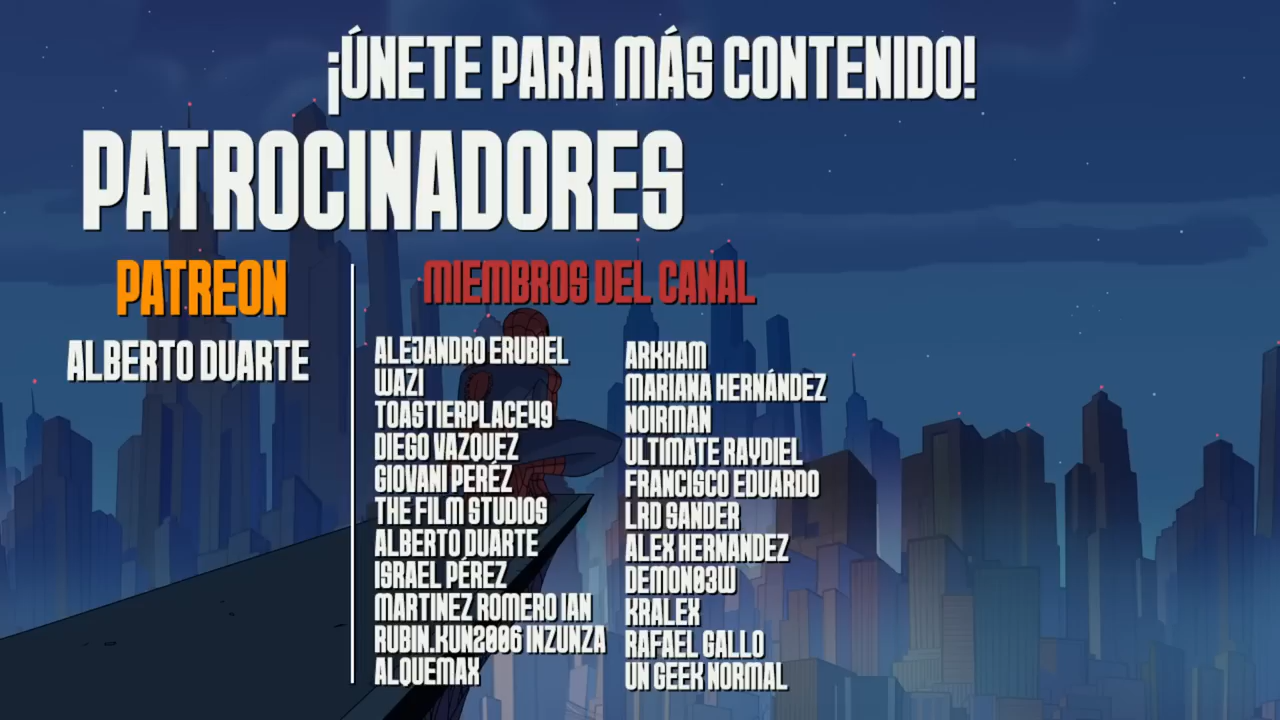 ¡ÚNETE PARA MÁS CONTENIDO!
PATROCINADORES
PATREON
ALBERTO DUARTE
MIEMBROS DEL CANAL
ALEJANDRO ERUBIEL
WAZI
TOASTIERPLACE49
DIEGO VAZQUEZ
GIOVANI PERÉZ
THE FILM STUDIOS
ALBERTO DUARTE
ISRAEL PÉREZ
MARTINEZ ROMERO IAN
RUBIN.KUN2006 INZUNZA
ALQUEMAX
ARKHAM
MARIANA HERNÁNDEZ
NOIRMAN
ULTIMATE RAYDIEL
FRANCISCO EDUARDO
LRD SANDER
ALEX HERNANDEZ
DEMON03W
KRALEX
RAFAEL GALLO
UN GEEK NORMAL